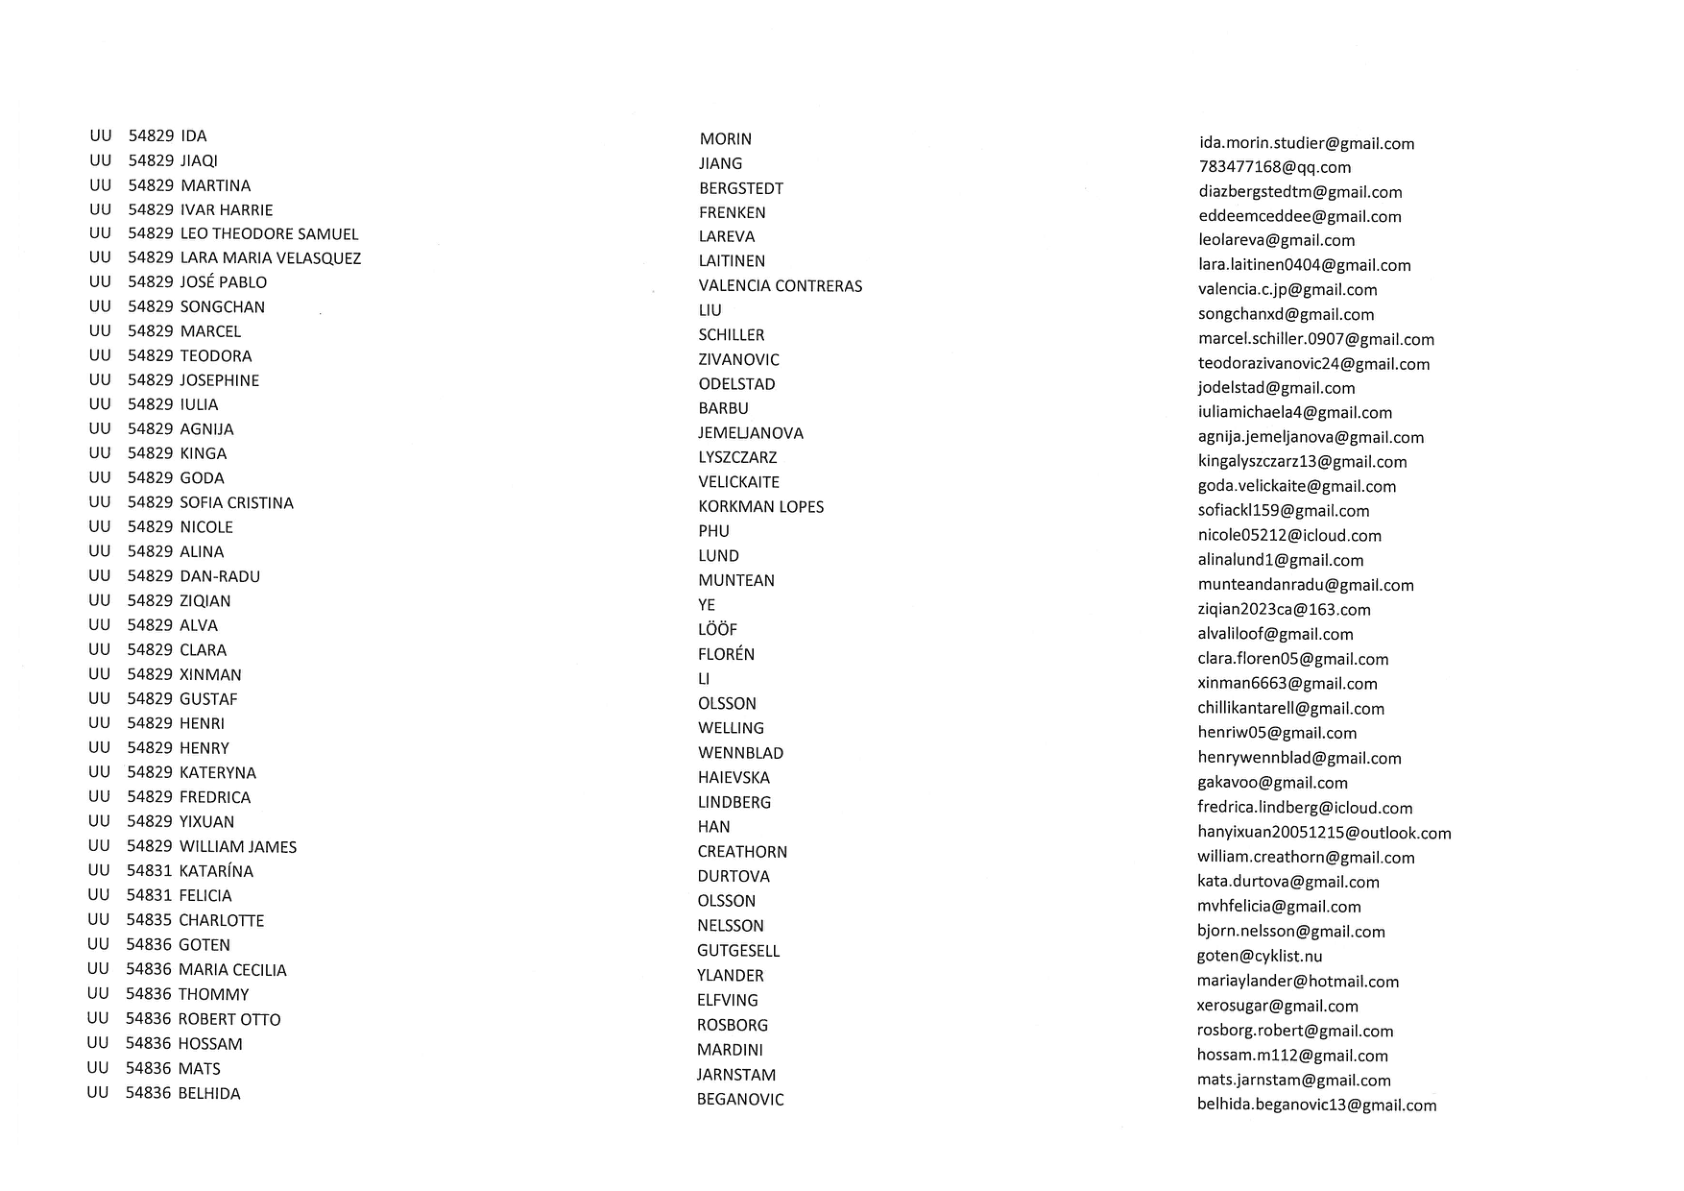 UU 54829 IDA MORIN ida.morin.studier@gmail.com
UU 54829 JIAQI JIANG 783477168@qq.com
UU 54829 MARTINA BERGSTEDT diazbergstedtm@gmail.com
UU 54829 IVAR HARRIE FRENKEN eddeemceddee@gmail.com
UU 54829 LEO THEODORE SAMUEL LAREVA leolareva@gmail.com
UU 54829 LARA MARIA VELASQUEZ LAITINEN lara.laitinen0404@gmail.com
UU 54829 JOSÉ PABLO VALENCIA CONTRERAS valencia.c.jp@gmail.com
UU 54829 SONGCHAN LIU songchanxd@gmail.com
UU 54829 MARCEL SCHILLER marcel.schiller.0907@gmail.com
UU 54829 TEODORA ZIVANOVIC teodorazivanovic24@gmail.com
UU 54829 JOSEPHINE ODELSTAD jodelstad@gmail.com
UU 54829 IULIA BARBU iuliamichaela4@gmail.com
UU 54829 AGNIJA JEMELJANOVA agnija.jemeljanova@gmail.com
UU 54829 KINGA LYSZCZARZ kingalyszczarz13@gmail.com
UU 54829 GODA VELICKAITE goda.velickaite@gmail.com
UU 54829 SOFIA CRISTINA KORKMAN LOPES sofiackl159@gmail.com
UU 54829 NICOLE PHU nicole05212@icloud.com
UU 54829 ALINA LUND alinalund1@gmail.com
UU 54829 DAN-RADU MUNTEAN munteandanradu@gmail.com
UU 54829 ZIQIAN YE ziqian2023ca@163.com
UU 54829 ALVA LÖÖF alvaliloof@gmail.com
UU 54829 CLARA FLORÉN clara.floren05@gmail.com
UU 54829 XINMAN LI xinman6663@gmail.com
UU 54829 GUSTAF OLSSON chillikantarell@gmail.com
UU 54829 HENRI WELLING henriw05@gmail.com
UU 54829 HENRY WENNBLAD henrywennblad@gmail.com
UU 54829 KATERYNA HAIEVSKA gakavoo@gmail.com
UU 54829 FREDRICA LINDBERG fredrica.lindberg@icloud.com
UU 54829 YIXUAN HAN hanyixuan20051215@outlook.com
UU 54829 WILLIAM JAMES CREATHORN william.creathorn@gmail.com
UU 54831 KATARÍNA DURTOVA kata.durtova@gmail.com
UU 54831 FELICIA OLSSON mvhfelicia@gmail.com
UU 54835 CHARLOTTE NELSSON bjorn.nelsson@gmail.com
UU 54836 GOTEN GUTGESELL goten@cyklist.nu
UU 54836 MARIA CECILIA YLANDER mariaylander@hotmail.com
UU 54836 THOMMY ELFVING xerosugar@gmail.com
UU 54836 ROBERT OTTO ROSBORG rosborg.robert@gmail.com
UU 54836 HOSSAM MARDINI hossam.m112@gmail.com
UU 54836 MATS JARNSTAM mats.jarnstam@gmail.com
UU 54836 BELHIDA BEGANOVIC belhida.beganovic13@gmail.com